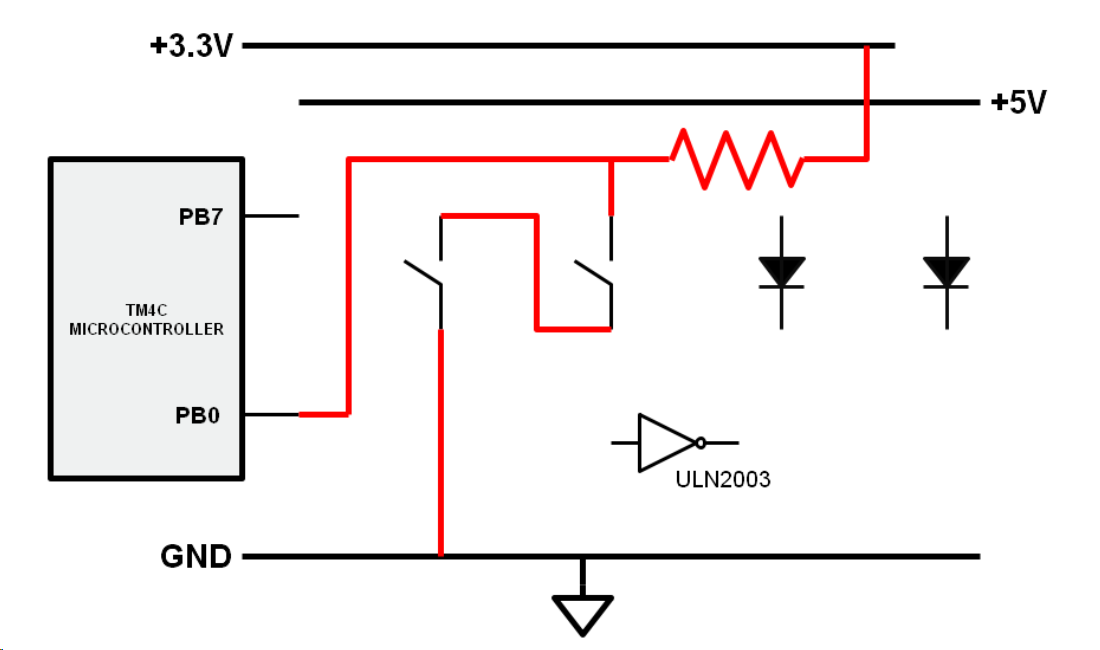 +3.3V
+5V
PB7
TM4C
MICROCONTROLLER
PB0
ULN2003
GND